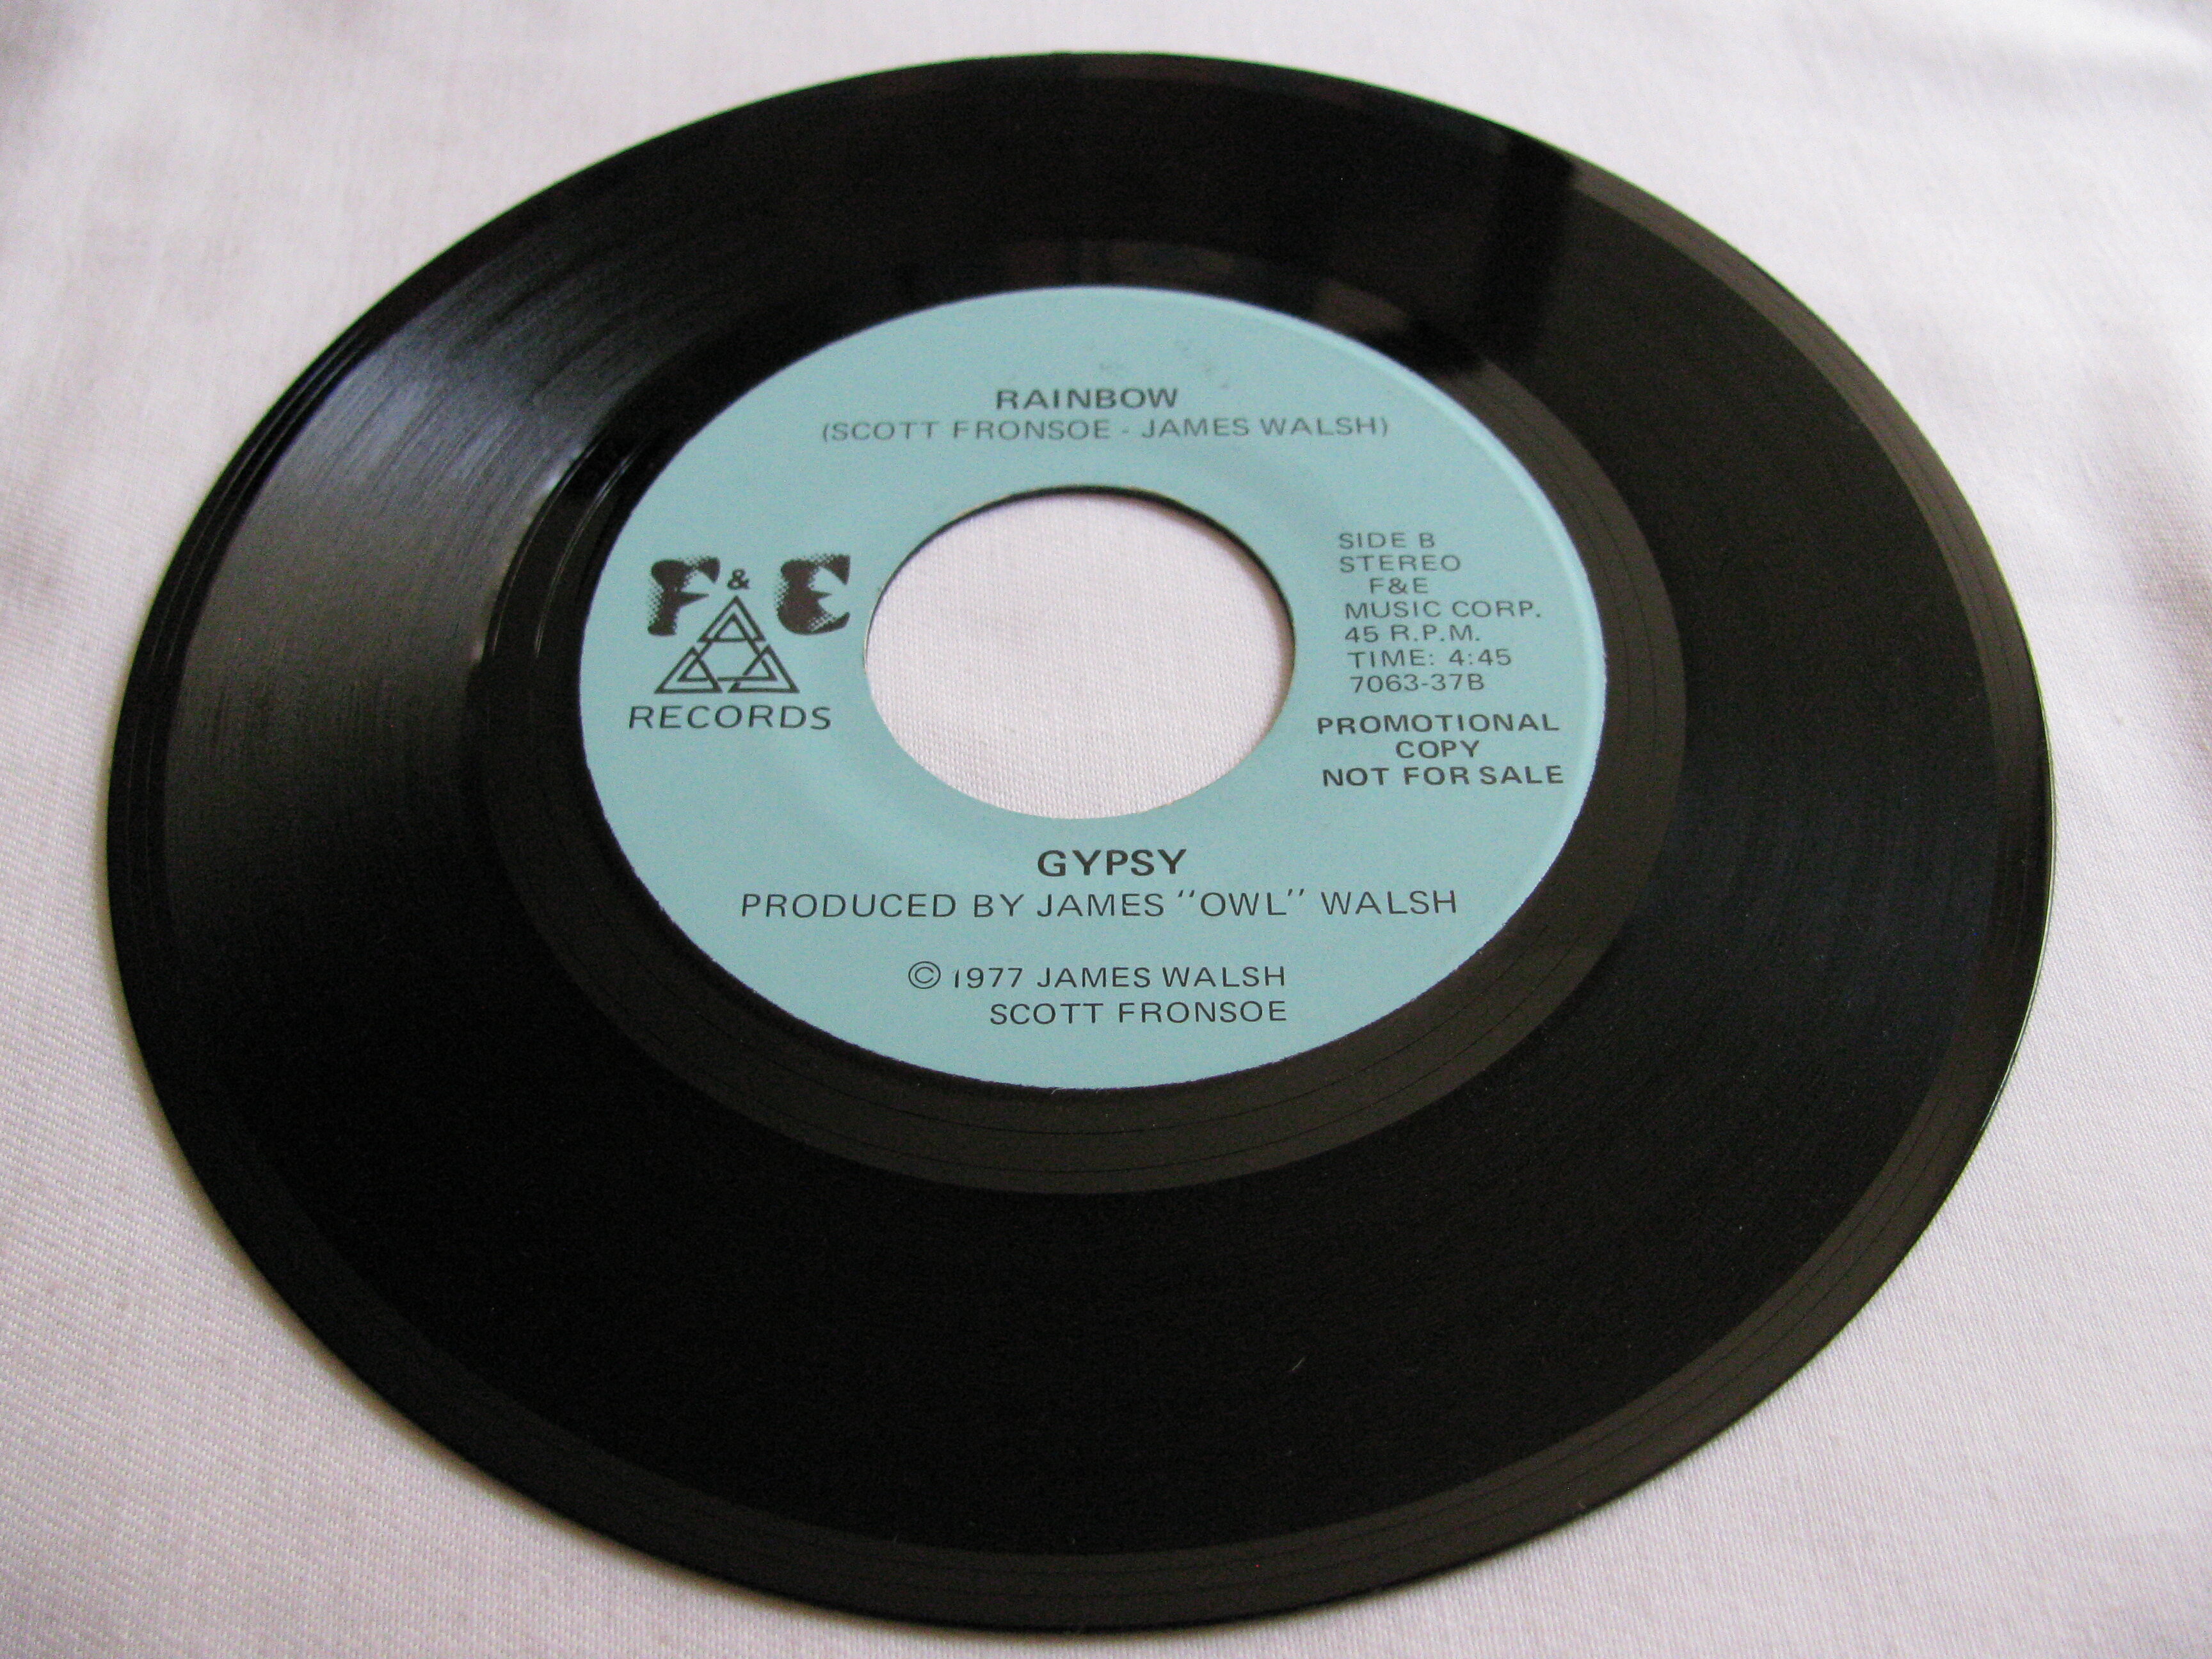 RAINBOW
(SCOTT FRONSOE - JAMES WALSH)
F & E
RECORDS
SIDE B
STEREO
F&E
MUSIC CORP.
45 R.P.M.
TIME: 4:45
7063-37B
PROMOTIONAL
COPY
NOT FOR SALE
GYPSY
PRODUCED BY JAMES "OWL" WALSH
© 1977 JAMES WALSH
SCOTT FRONSOE